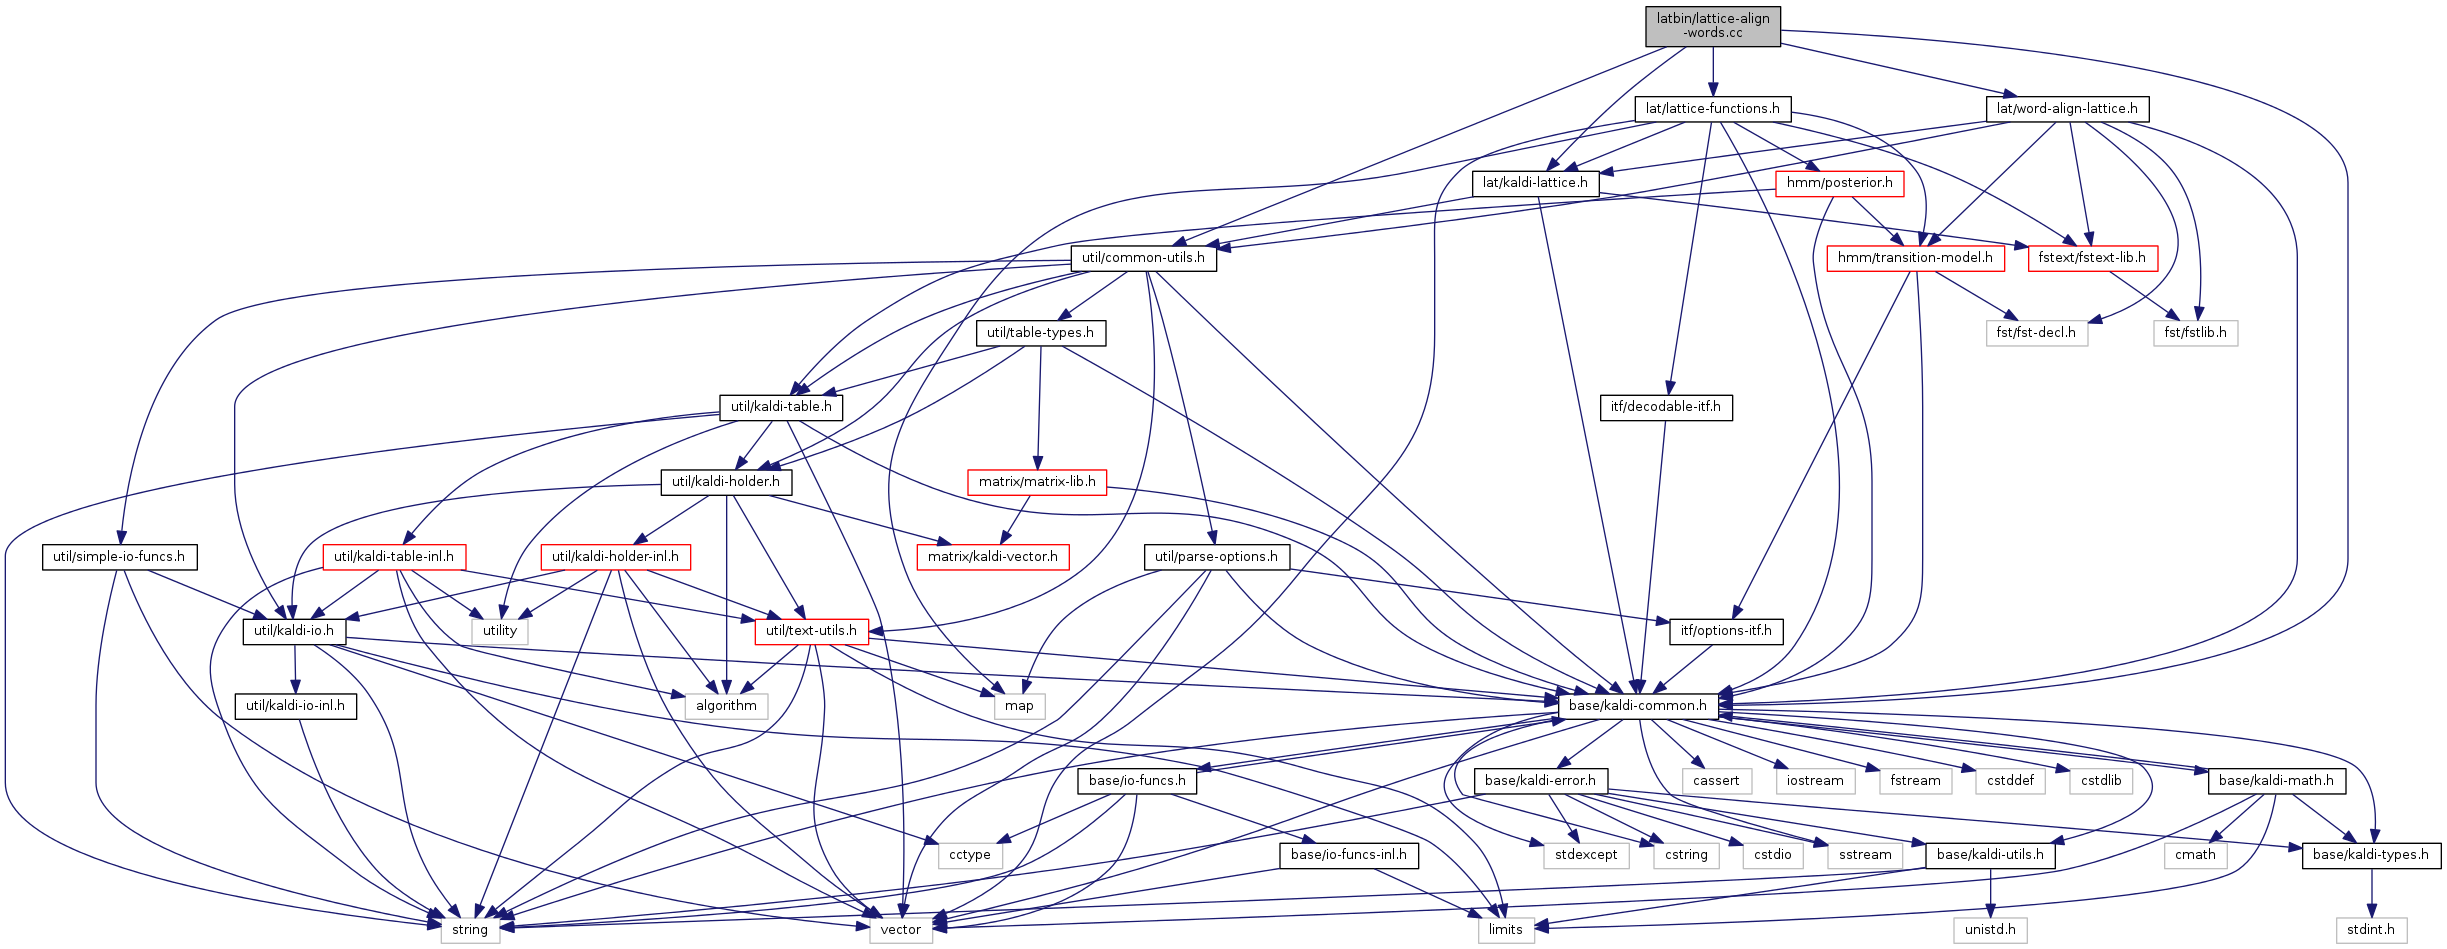 latbin/lattice-align
-words.cc
lat/lattice-functions.h
lat/word-align-lattice.h
lat/kaldi-lattice.h
hmm/posterior.h
util/common-utils.h
hmm/transition-model.h
fstext/fstext-lib.h
util/table-types.h
fst/fst-decl.h
fst/fstlib.h
util/kaldi-table.h
itf/decodable-itf.h
util/kaldi-holder.h
matrix/matrix-lib.h
util/simple-io-funcs.h
util/kaldi-table-inl.h
util/kaldi-holder-inl.h
matrix/kaldi-vector.h
util/parse-options.h
util/kaldi-io.h
utility
util/text-utils.h
itf/options-itf.h
util/kaldi-io-inl.h
algorithm
map
base/kaldi-common.h
base/io-funcs.h
base/kaldi-error.h
cassert
iostream
fstream
cstddef
cstdlib
base/kaldi-math.h
cctype
base/io-funcs-inl.h
stdexcept
cstring
cstdio
sstream
base/kaldi-utils.h
cmath
base/kaldi-types.h
string
vector
limits
unistd.h
stdint.h